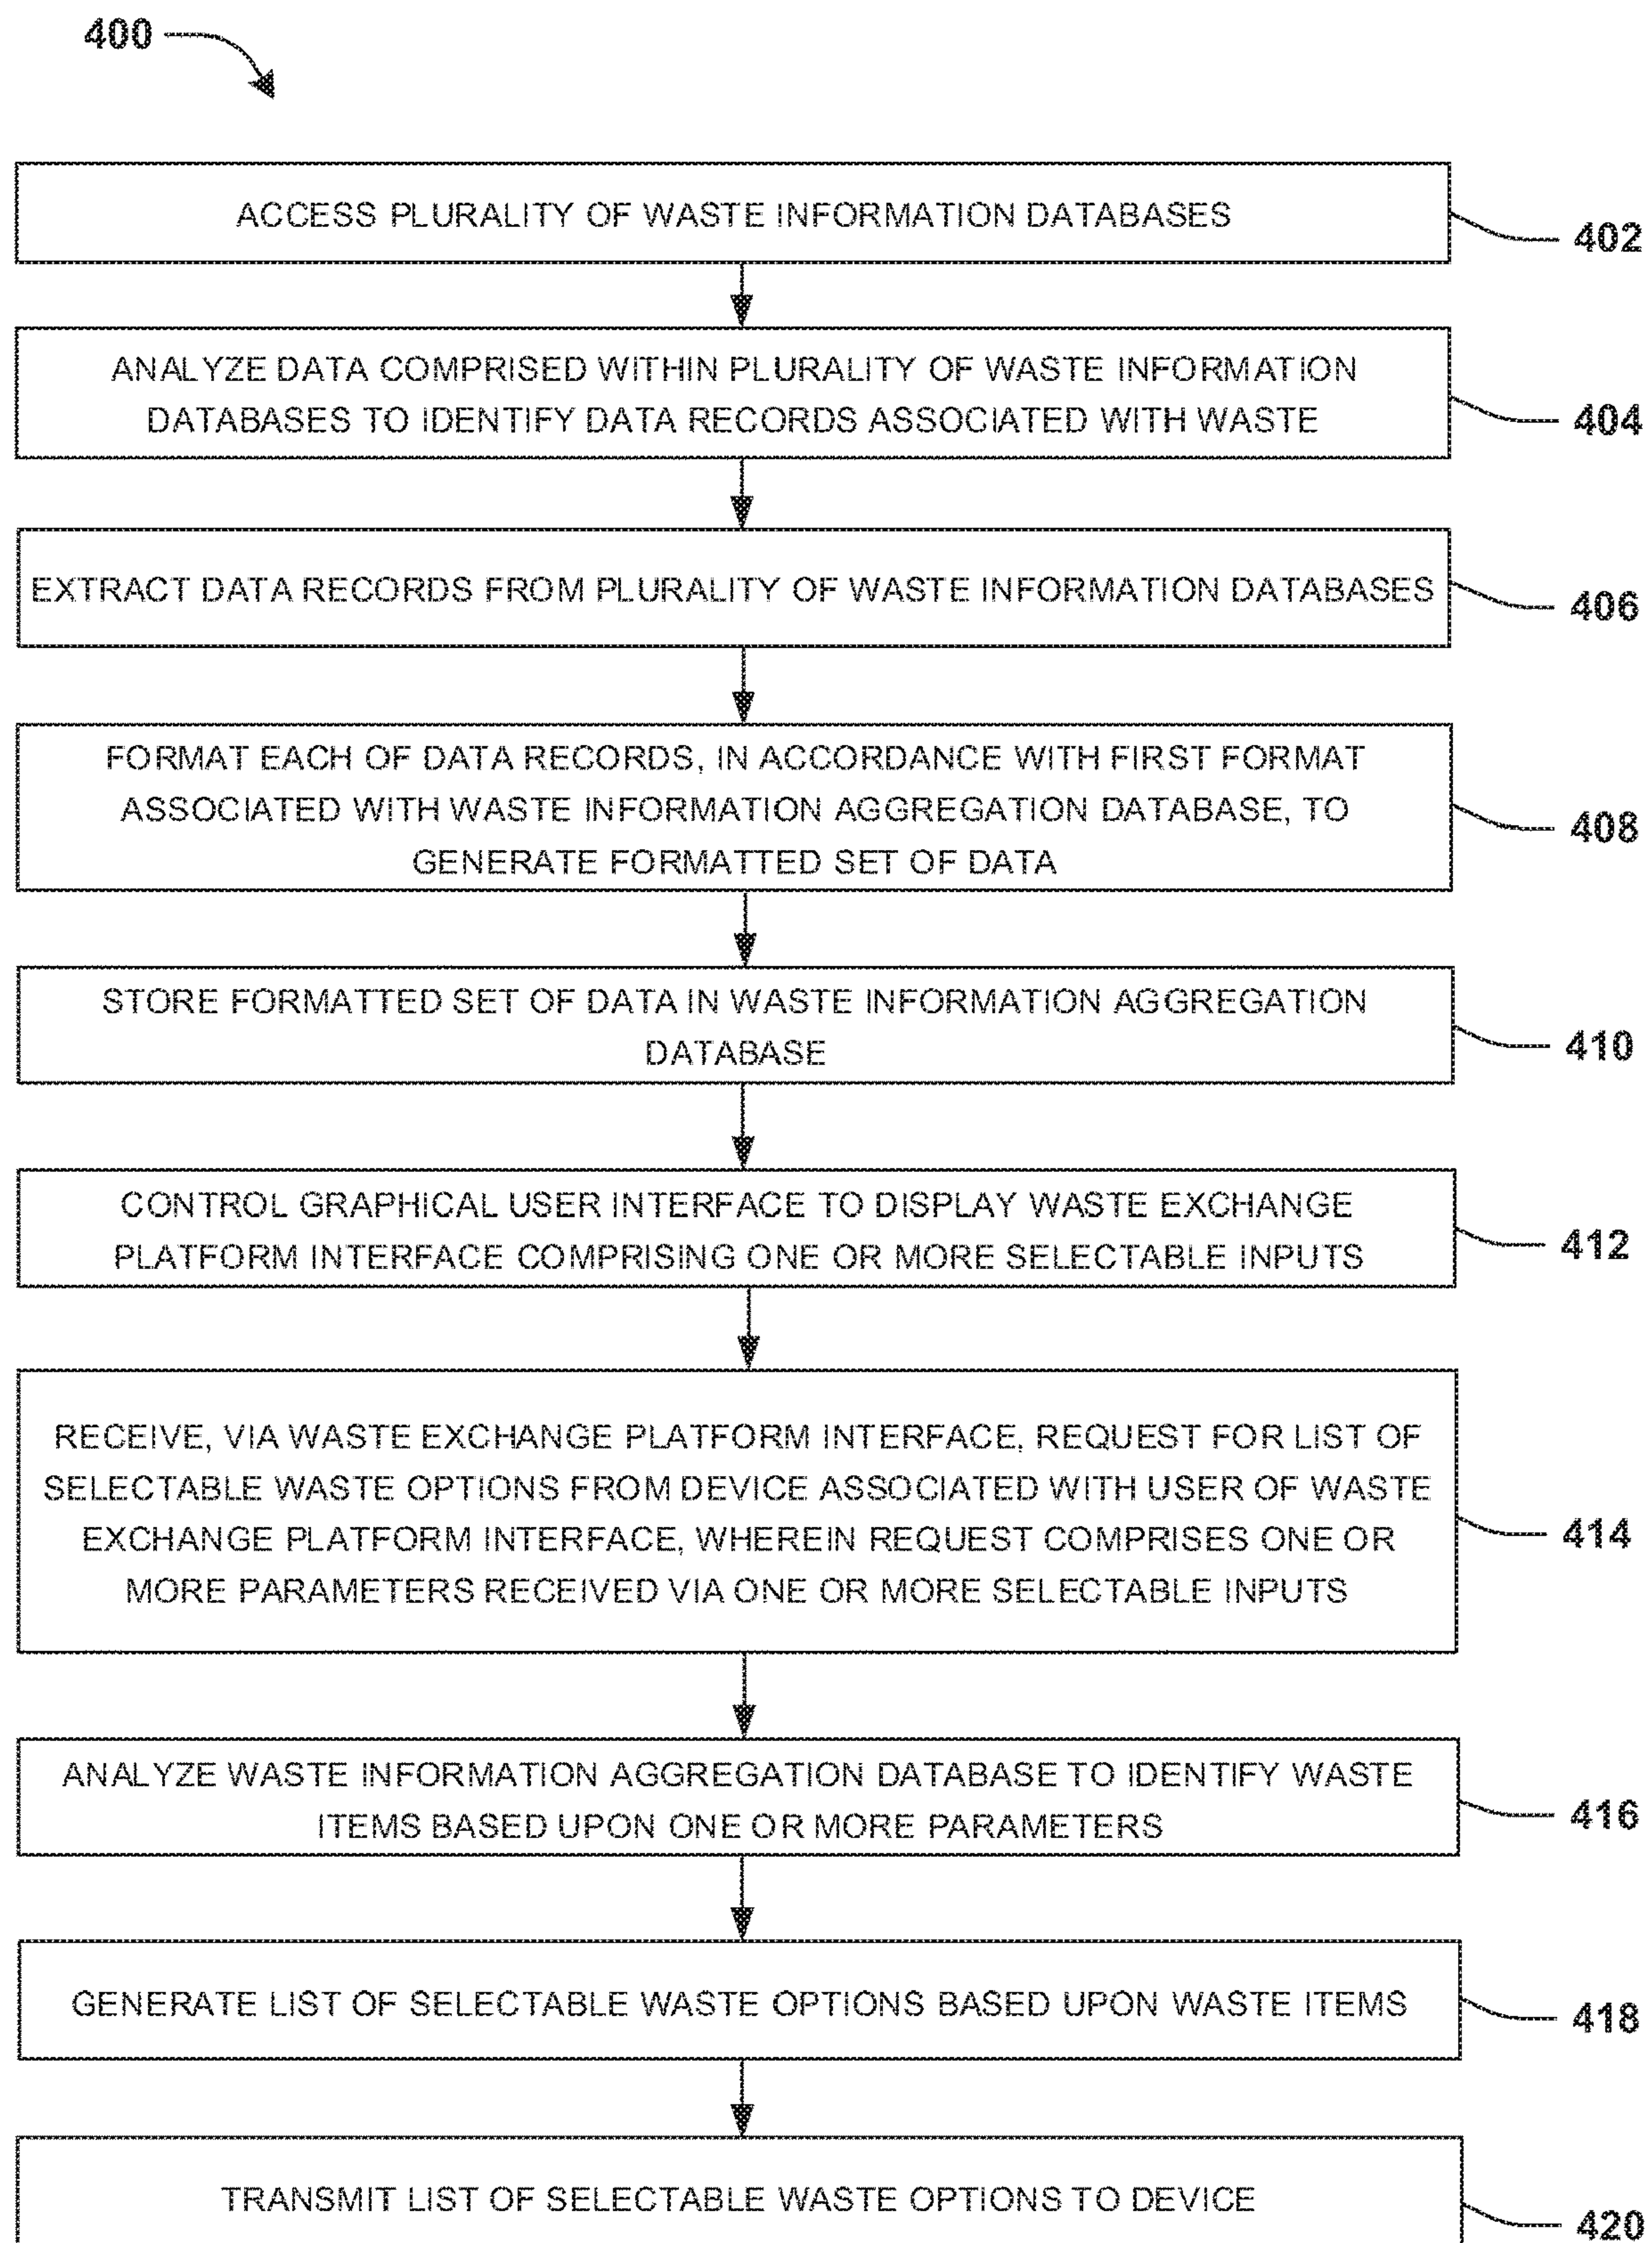 400
ACCESS PLURALITY OF WASTE INFORMATION DATABASES
402
ANALYZE DATA COMPRISED WITHIN PLURALITY OF WASTE INFORMATION
DATABASES TO IDENTIFY DATA RECORDS ASSOCIATED WITH WASTE
404
EXTRACT DATA RECORDS FROM PLURALITY OF WASTE INFORMATION DATABASES
406
FORMAT EACH OF DATA RECORDS, IN ACCORDANCE WITH FIRST FORMAT
ASSOCIATED WITH WASTE INFORMATION AGGREGATION DATABASE, TO
GENERATE FORMATTED SET OF DATA
408
STORE FORMATTED SET OF DATA IN WASTE INFORMATION AGGREGATION
DATABASE
410
CONTROL GRAPHICAL USER INTERFACE TO DISPLAY WASTE EXCHANGE
PLATFORM INTERFACE COMPRISING ONE OR MORE SELECTABLE INPUTS
412
RECEIVE, VIA WASTE EXCHANGE PLATFORM INTERFACE, REQUEST FOR LIST OF
SELECTABLE WASTE OPTIONS FROM DEVICE ASSOCIATED WITH USER OF WASTE
EXCHANGE PLATFORM INTERFACE, WHEREIN REQUEST COMPRISES ONE OR
MORE PARAMETERS RECEIVED VIA ONE OR MORE SELECTABLE INPUTS
414
ANALYZE WASTE INFORMATION AGGREGATION DATABASE TO IDENTIFY WASTE
ITEMS BASED UPON ONE OR MORE PARAMETERS
416
GENERATE LIST OF SELECTABLE WASTE OPTIONS BASED UPON WASTE ITEMS
418
TRANSMIT LIST OF SELECTABLE WASTE OPTIONS TO DEVICE
420